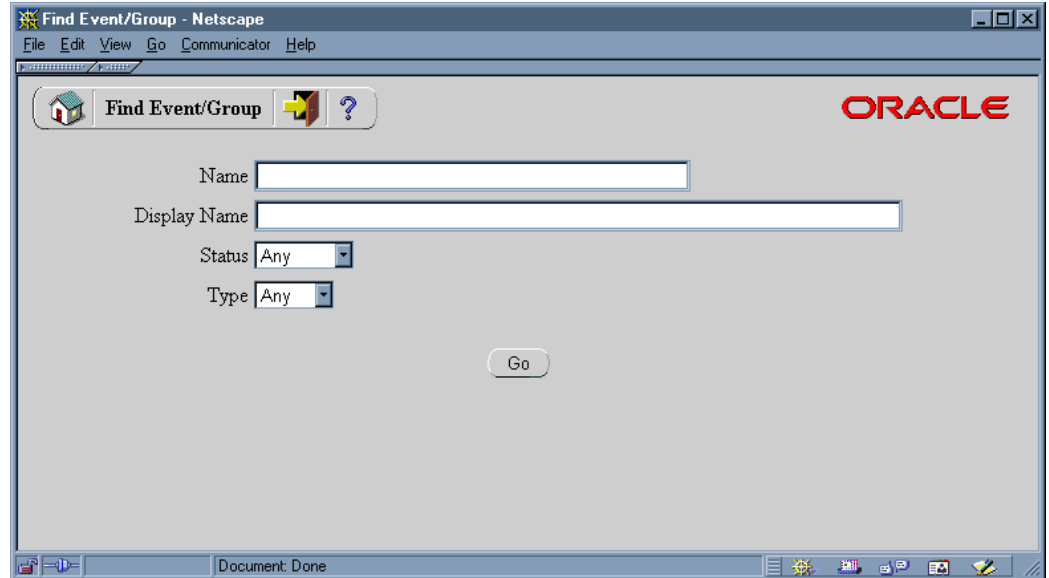 Find Event/Group - Netscape
File Edit View Go Communicator Help
Find Event/Group ?
ORACLE
Name
Display Name
Status Any
Type Any
Go
Document: Done